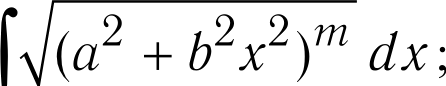 ∫√(a² + b²x²)ᵐ dx;